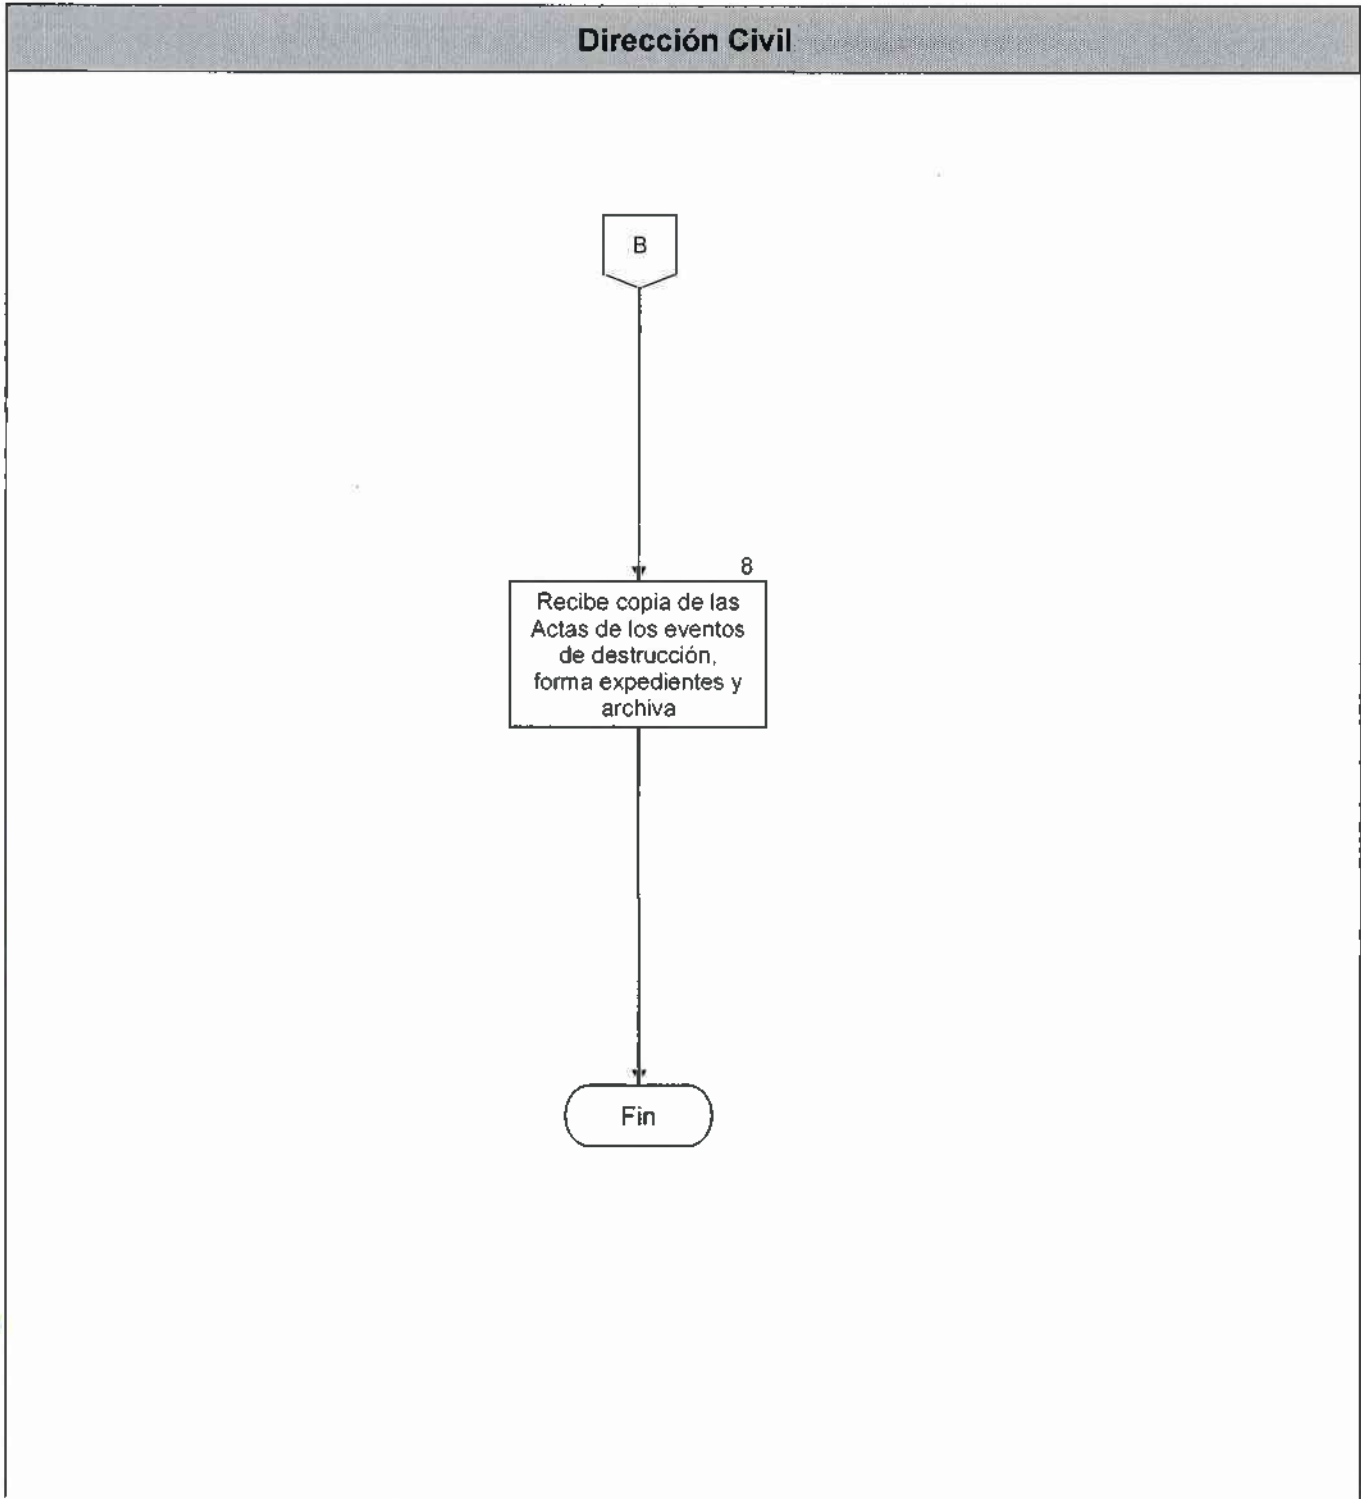 Dirección Civil
B
8
Recibe copia de las
Actas de los eventos
de destrucción,
forma expedientes y
archiva
Fin